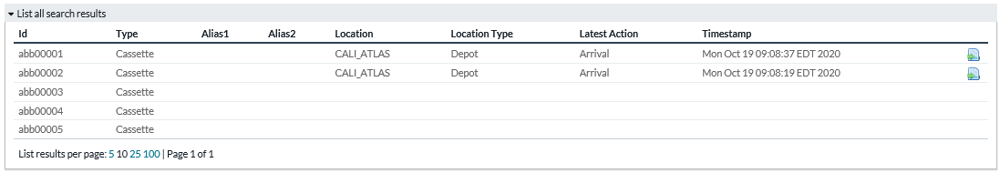 List all search results
Id Type Alias1 Alias2 Location Location Type Latest Action Timestamp
abb00001 Cassette CALI_ATLAS Depot Arrival Mon Oct 19 09:08:37 EDT 2020
abb00002 Cassette CALI_ATLAS Depot Arrival Mon Oct 19 09:08:19 EDT 2020
abb00003 Cassette
abb00004 Cassette
abb00005 Cassette
List results per page: 5 10 25 100 | Page 1 of 1